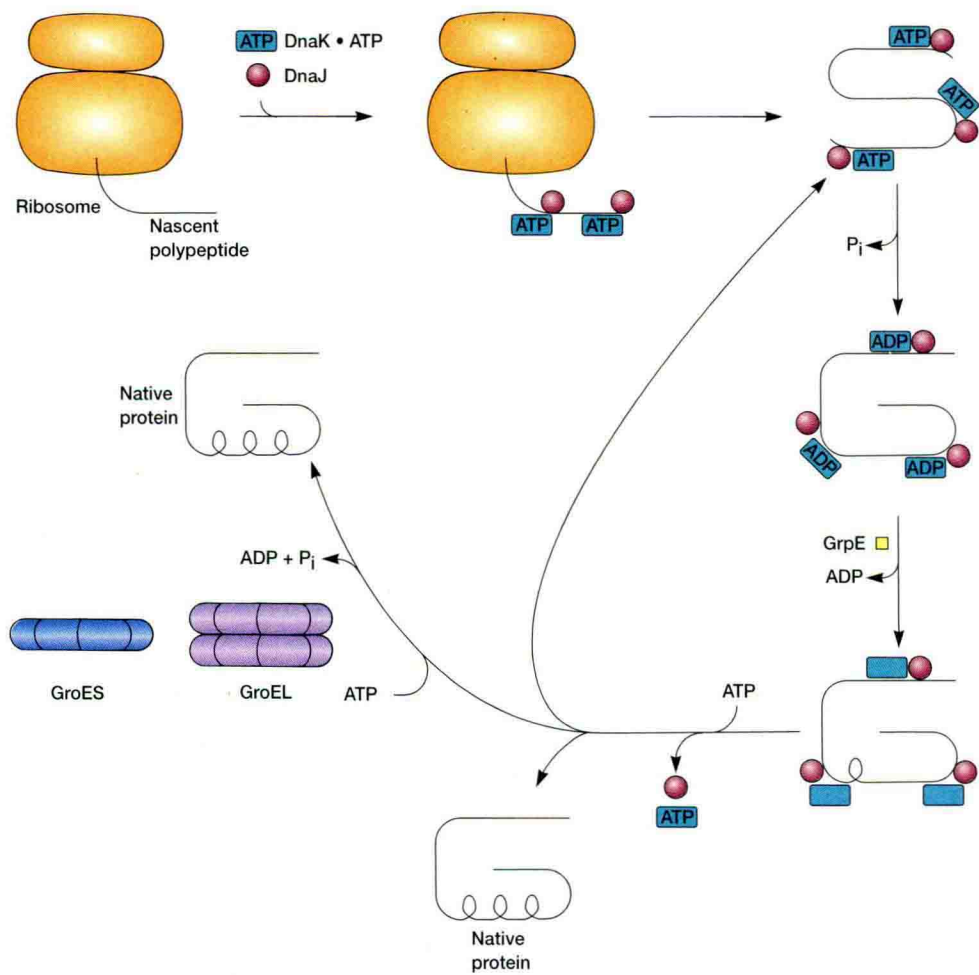 ATP DnaK • ATP
DnaJ
Ribosome
Nascent
polypeptide
ATP
ATP
ATP
ATP
ATP
Pi
ADP
ADP
ADP
GrpE
ADP
Native
protein
ADP + Pi
GroES
GroEL
ATP
ATP
ATP
Native
protein